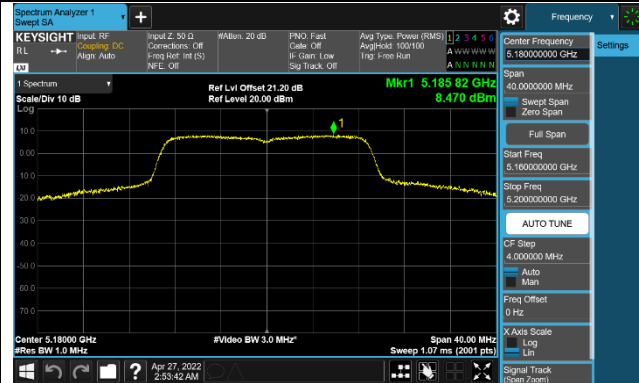 Spectrum Analyzer 1
Swept SA
Frequency
KEYSIGHT
RL
LXI
Input: RF
Coupling: DC
Align: Auto
Input Z: 50 Ω
Corrections: Off
Freq Ref: Int (S)
NFE: Off
#Atten: 20 dB
PNO: Fast
Gate: Off
IF Gain: Low
Sig Track: Off
Avg Type: Power (RMS)
Avg|Hold: 100/100
Trig: Free Run
1 2 3 4 5 6
A W W W W W
A N N N N N
1 Spectrum
Scale/Div 10 dB
Log
Ref Lvl Offset 21.20 dB
Ref Level 20.00 dBm
Mkr1 5.185 82 GHz
8.470 dBm
1
10.0
0.00
-10.0
-20.0
-30.0
-40.0
-50.0
-60.0
-70.0
Center 5.18000 GHz
#Res BW 1.0 MHz
#Video BW 3.0 MHz*
Span 40.00 MHz
Sweep 1.07 ms (2001 pts)
Center Frequency
5.180000000 GHz
Settings
Span
40.0000000 MHz
Swept Span
Zero Span
Full Span
Start Freq
5.160000000 GHz
Stop Freq
5.200000000 GHz
AUTO TUNE
CF Step
4.000000 MHz
Auto
Man
Freq Offset
0 Hz
X Axis Scale
Log
Lin
Signal Track
(Span Zoom)
?
Apr 27, 2022
2:53:42 AM